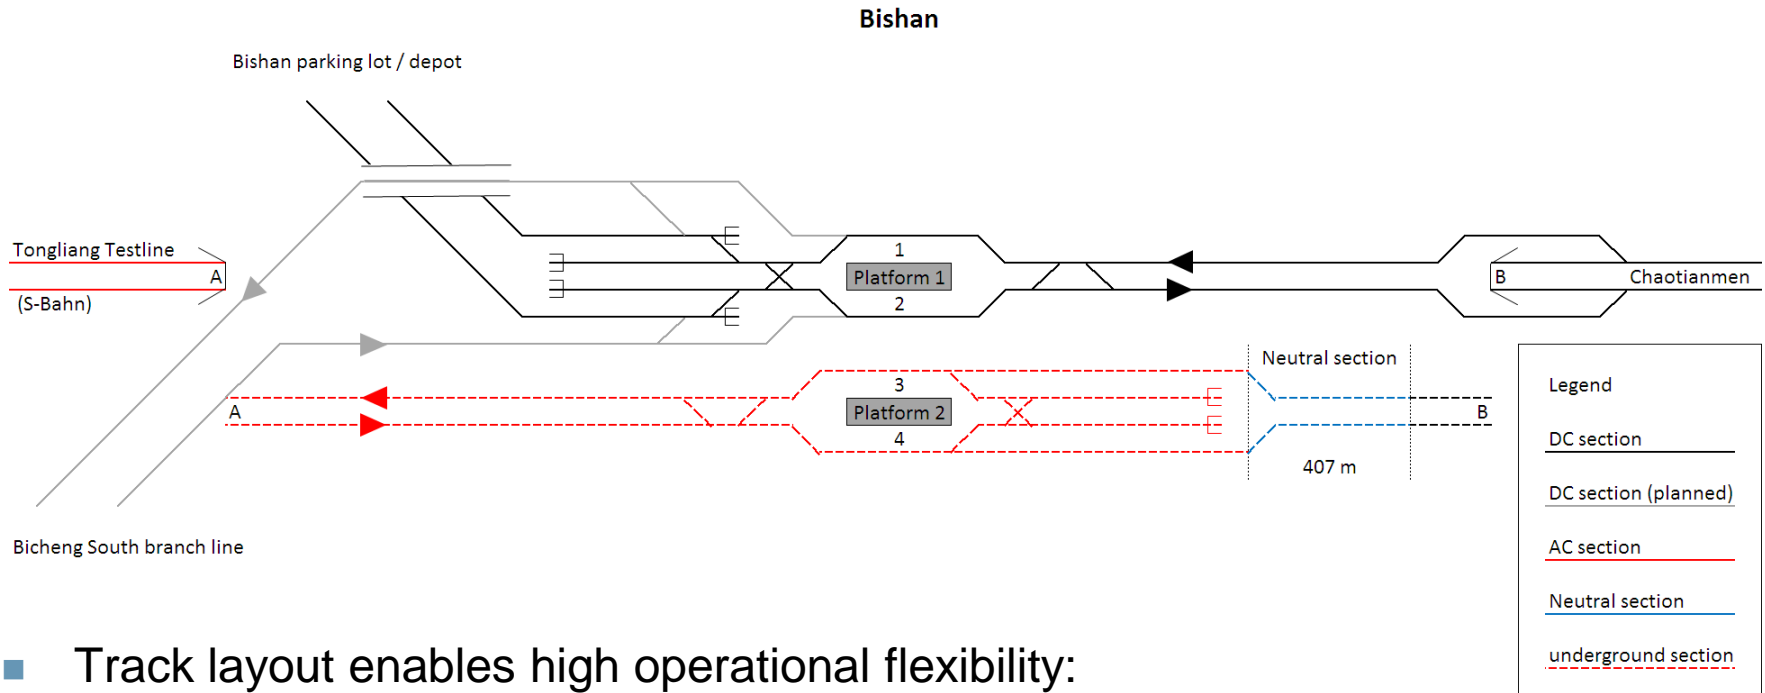 Bishan
Bishan parking lot / depot
Tongliang Testline
A
(S-Bahn)
1
Platform 1
2
B
Chaotianmen
Neutral section
3
A
Platform 2
B
4
407 m
Bicheng South branch line
Legend
DC section
DC section (planned)
AC section
Neutral section
underground section
Track layout enables high operational flexibility: